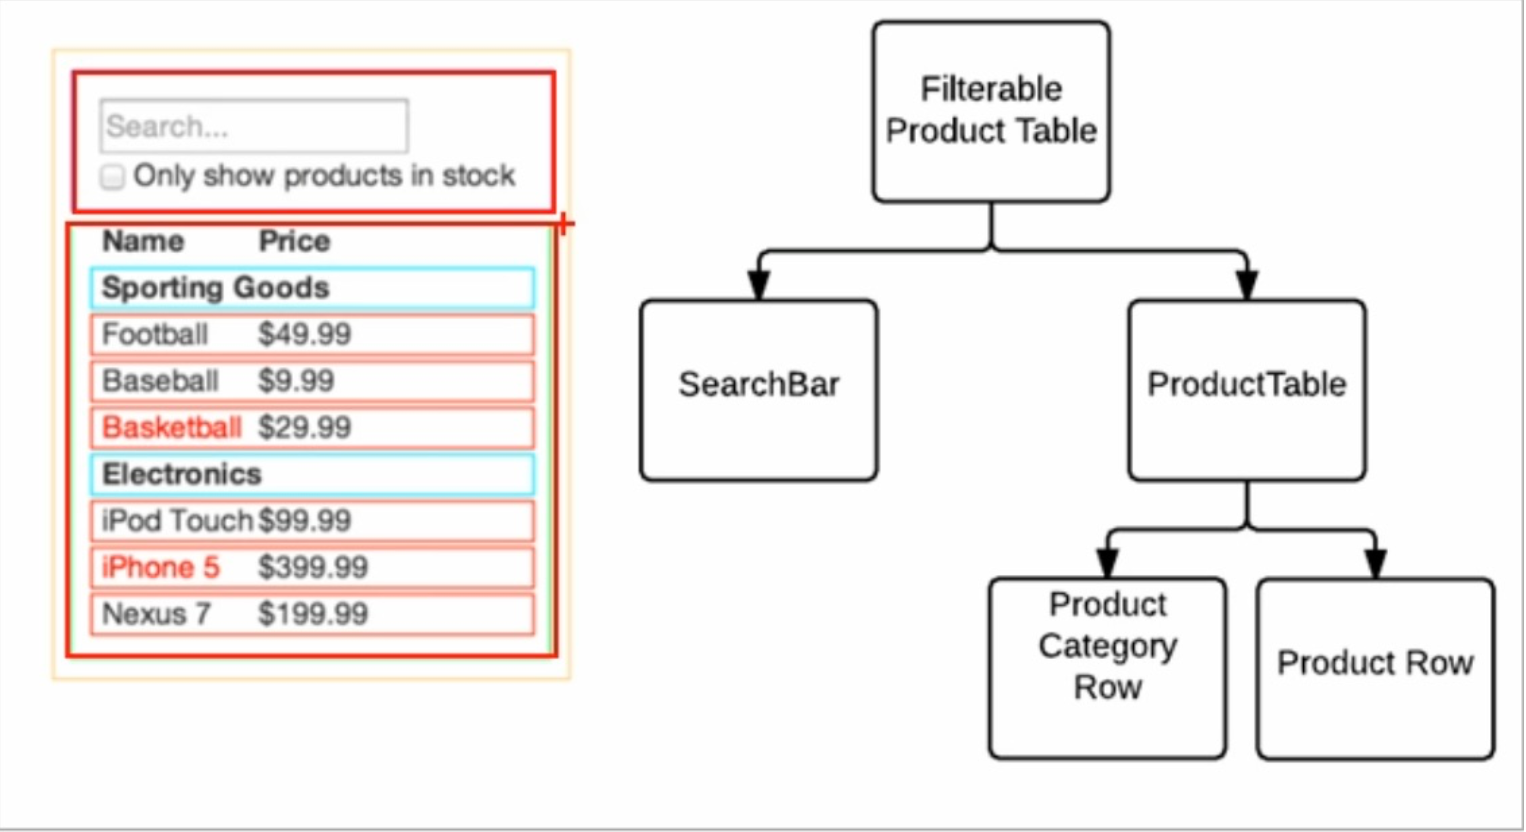 Search...
Only show products in stock
Name Price
Sporting Goods
Football $49.99
Baseball $9.99
Basketball $29.99
Electronics
iPod Touch $99.99
iPhone 5 $399.99
Nexus 7 $199.99
Filterable
Product Table
SearchBar
ProductTable
Product
Category
Row
Product Row